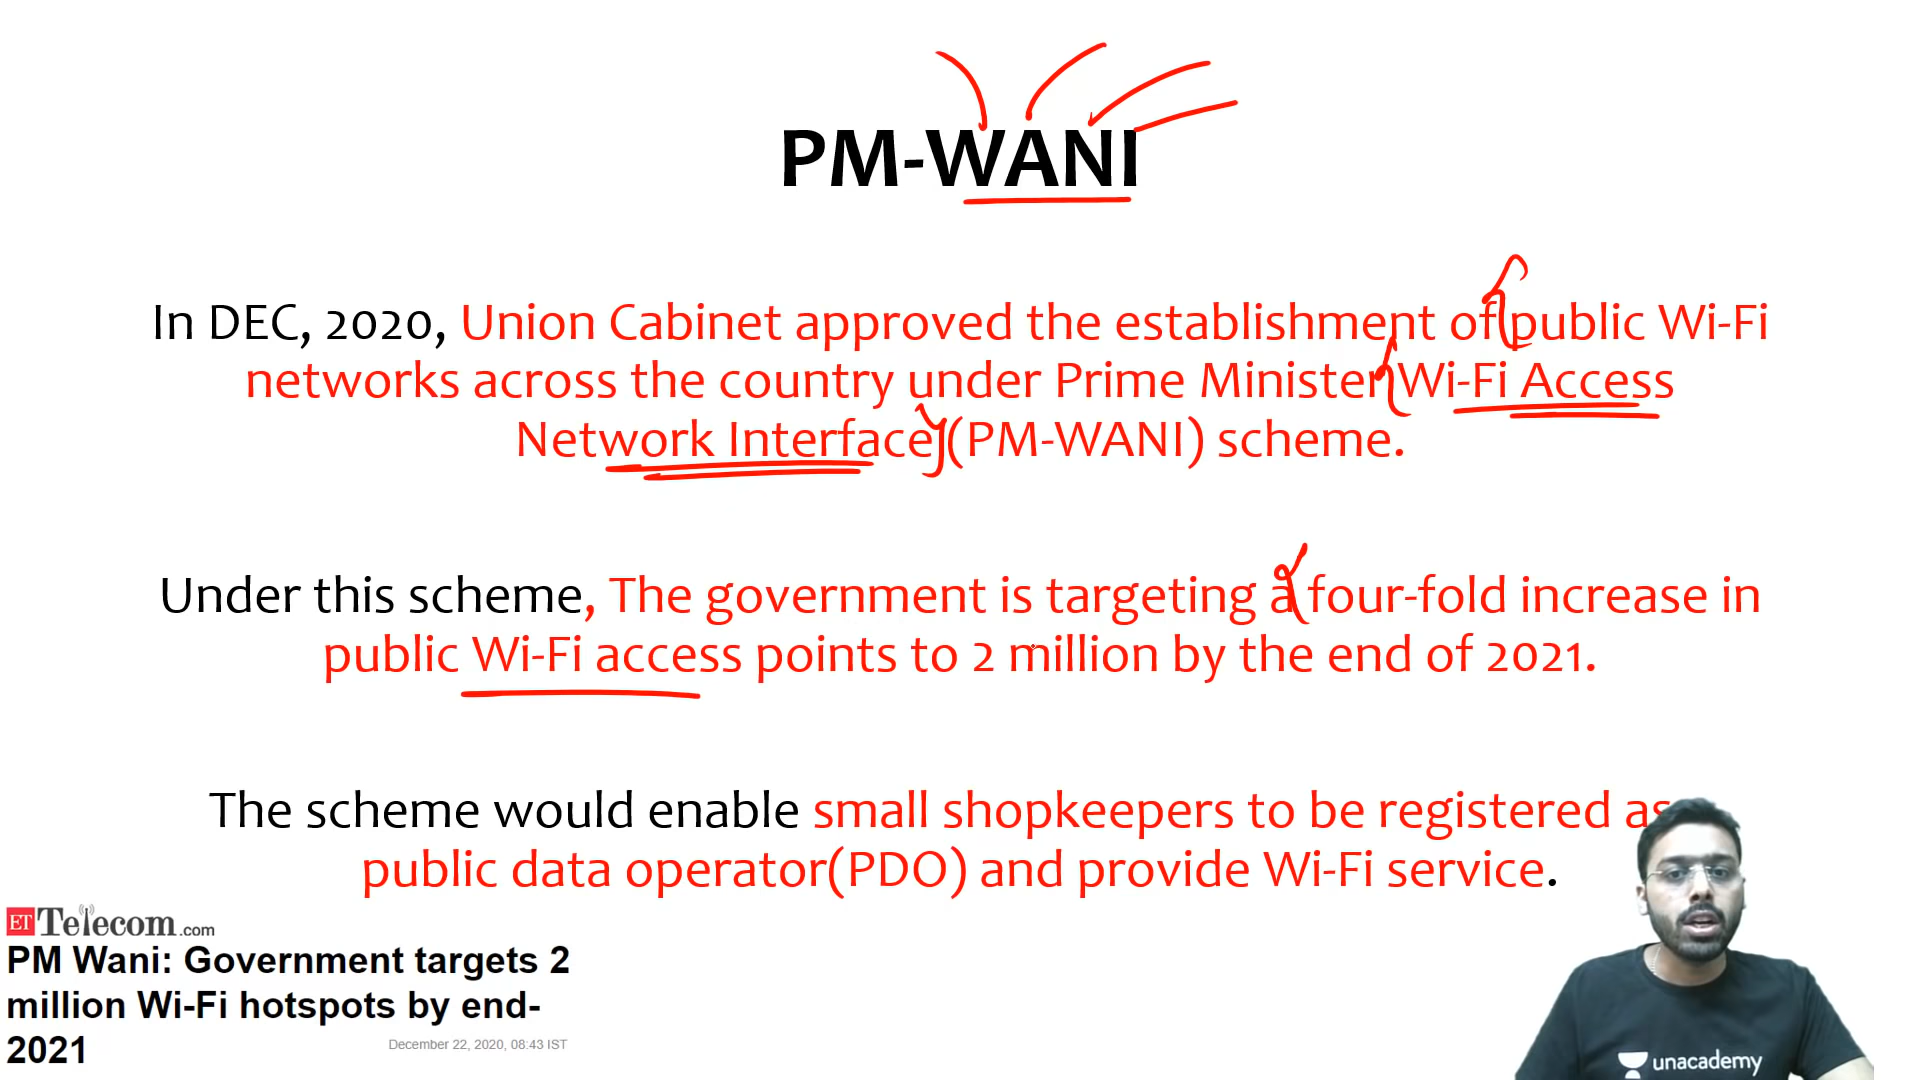 PM-WANI
In DEC, 2020, Union Cabinet approved the establishment of public Wi-Fi
networks across the country under Prime Minister Wi-Fi Access
Network Interface (PM-WANI) scheme.
Under this scheme, The government is targeting a four-fold increase in
public Wi-Fi access points to 2 million by the end of 2021.
The scheme would enable small shopkeepers to be registered as
public data operator(PDO) and provide Wi-Fi service.
ET Telecom.com
PM Wani: Government targets 2
million Wi-Fi hotspots by end-
2021
December 22, 2020, 08:43 IST
unacademy